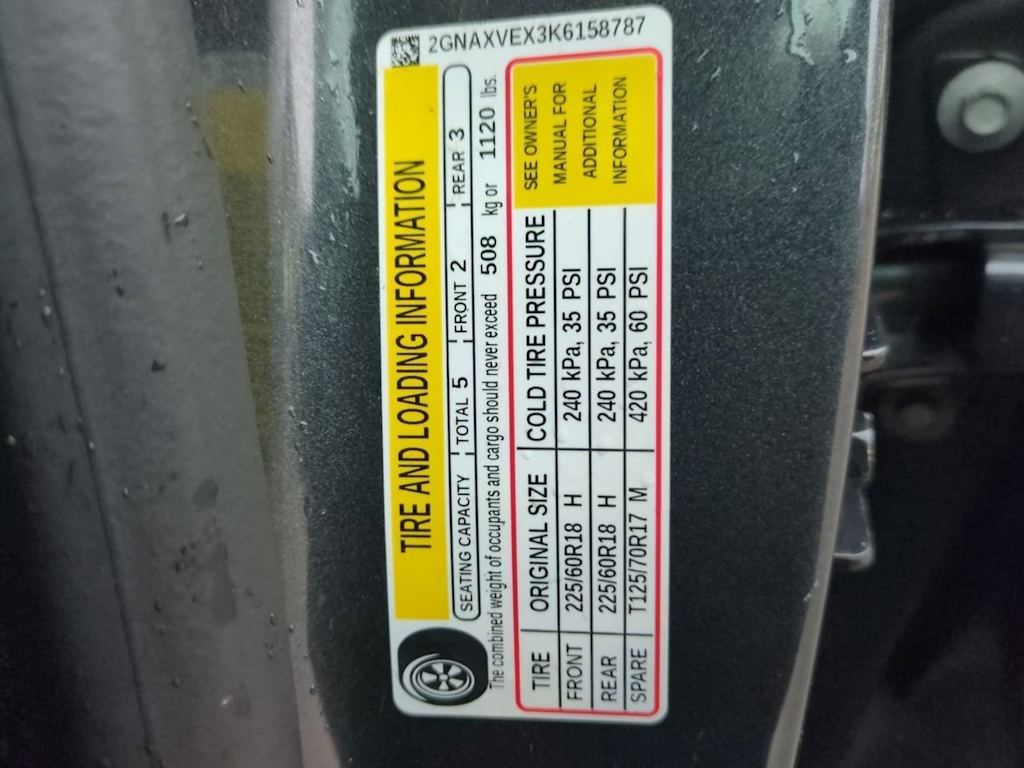 2GNAXVEX3K6158787
TIRE AND LOADING INFORMATION
SEATING CAPACITY TOTAL 5 FRONT 2 REAR 3
The combined weight of occupants and cargo should never exceed 508 kg or 1120 lbs.
TIRE ORIGINAL SIZE COLD TIRE PRESSURE
FRONT 225/60R18 H 240 kPa, 35 PSI
REAR 225/60R18 H 240 kPa, 35 PSI
SPARE T125/70R17 M 420 kPa, 60 PSI
SEE OWNER'S
MANUAL FOR
ADDITIONAL
INFORMATION